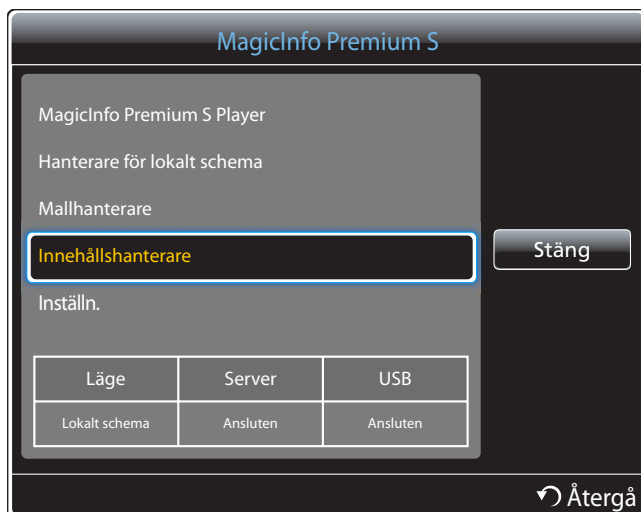 MagicInfo Premium S
MagicInfo Premium S Player
Hanterare för lokalt schema
Mallhanterare
Innehållshanterare
Inställn.
Stäng
Läge Server USB
Lokalt schema Ansluten Ansluten
Återgå